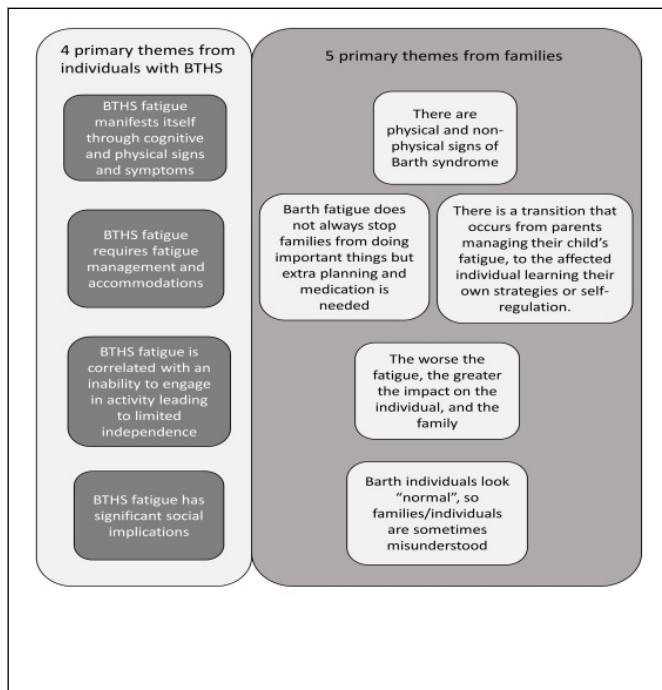 4 primary themes from
individuals with BTHS
BTHS fatigue
manifests itself
through cognitive
and physical signs
and symptoms
BTHS fatigue
requires fatigue
management and
accommodations
BTHS fatigue is
correlated with an
inability to engage
in activity leading
to limited
independence
BTHS fatigue has
significant social
implications
5 primary themes from families
There are
physical and non-
physical signs of
Barth syndrome
Barth fatigue does
not always stop
families from doing
important things but
extra planning and
medication is
needed
There is a transition that
occurs from parents
managing their child's
fatigue, to the affected
individual learning their
own strategies or self-
regulation.
The worse the
fatigue, the greater
the impact on the
individual, and the
family
Barth individuals look
“normal”, so
families/individuals
are sometimes
misunderstood